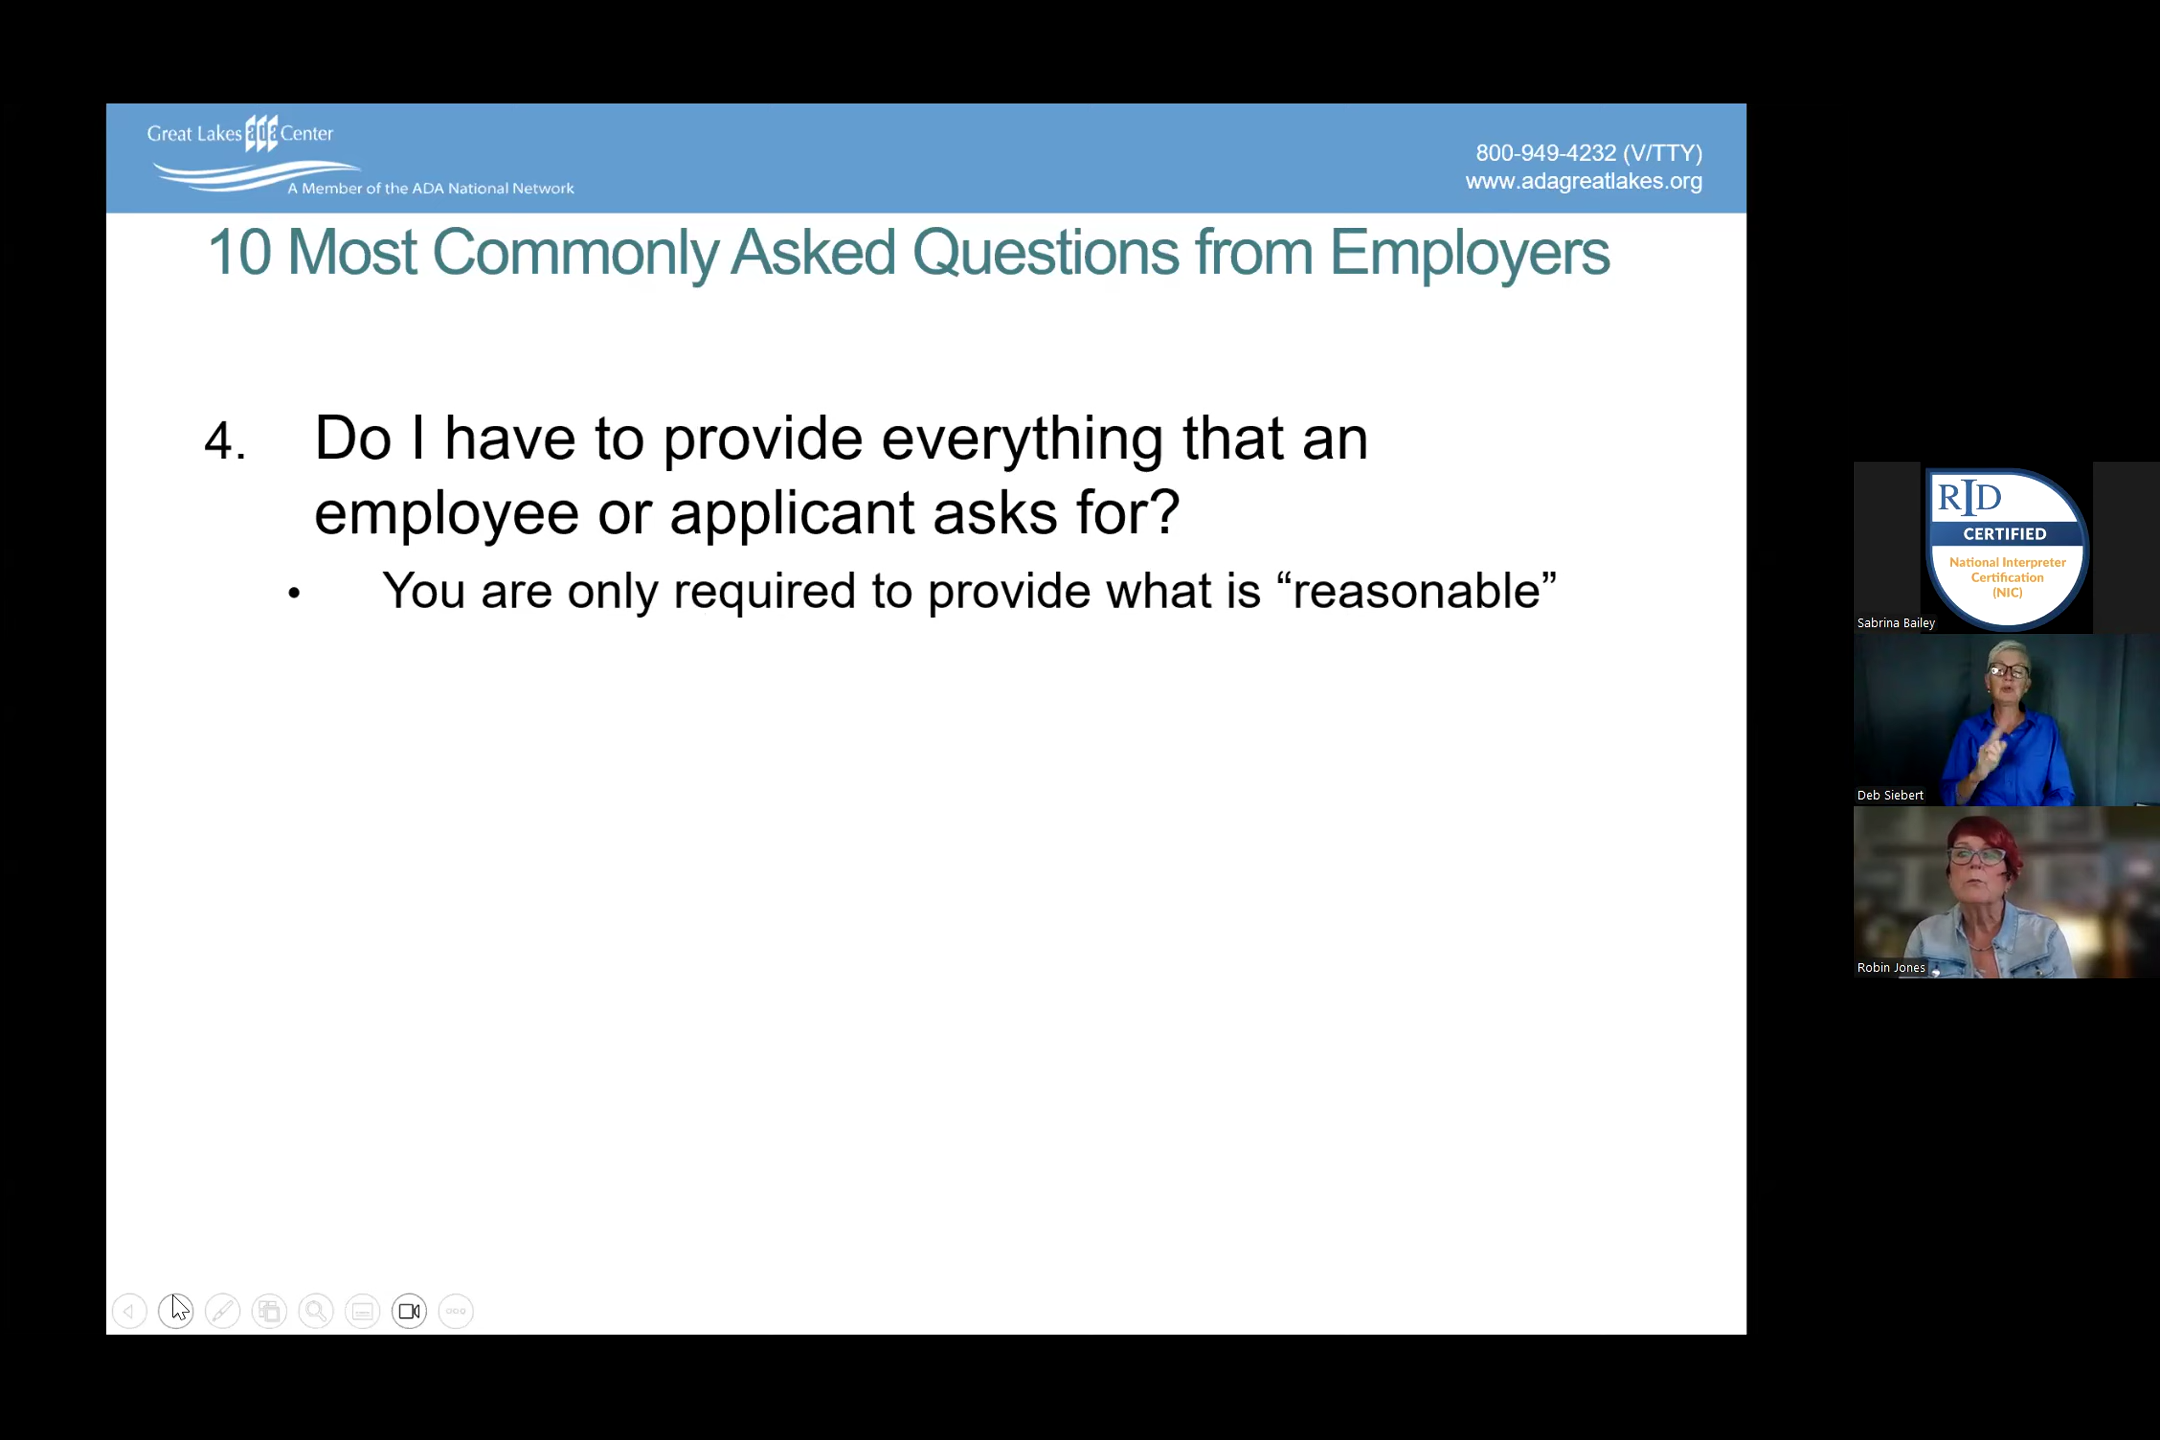 Great Lakes ada Center
A Member of the ADA National Network
800-949-4232 (V/TTY)
www.adagreatlakes.org
10 Most Commonly Asked Questions from Employers
4. Do I have to provide everything that an
employee or applicant asks for?
• You are only required to provide what is “reasonable”
RID
CERTIFIED
National Interpreter
Certification
(NIC)
Sabrina Bailey
Deb Siebert
Robin Jones